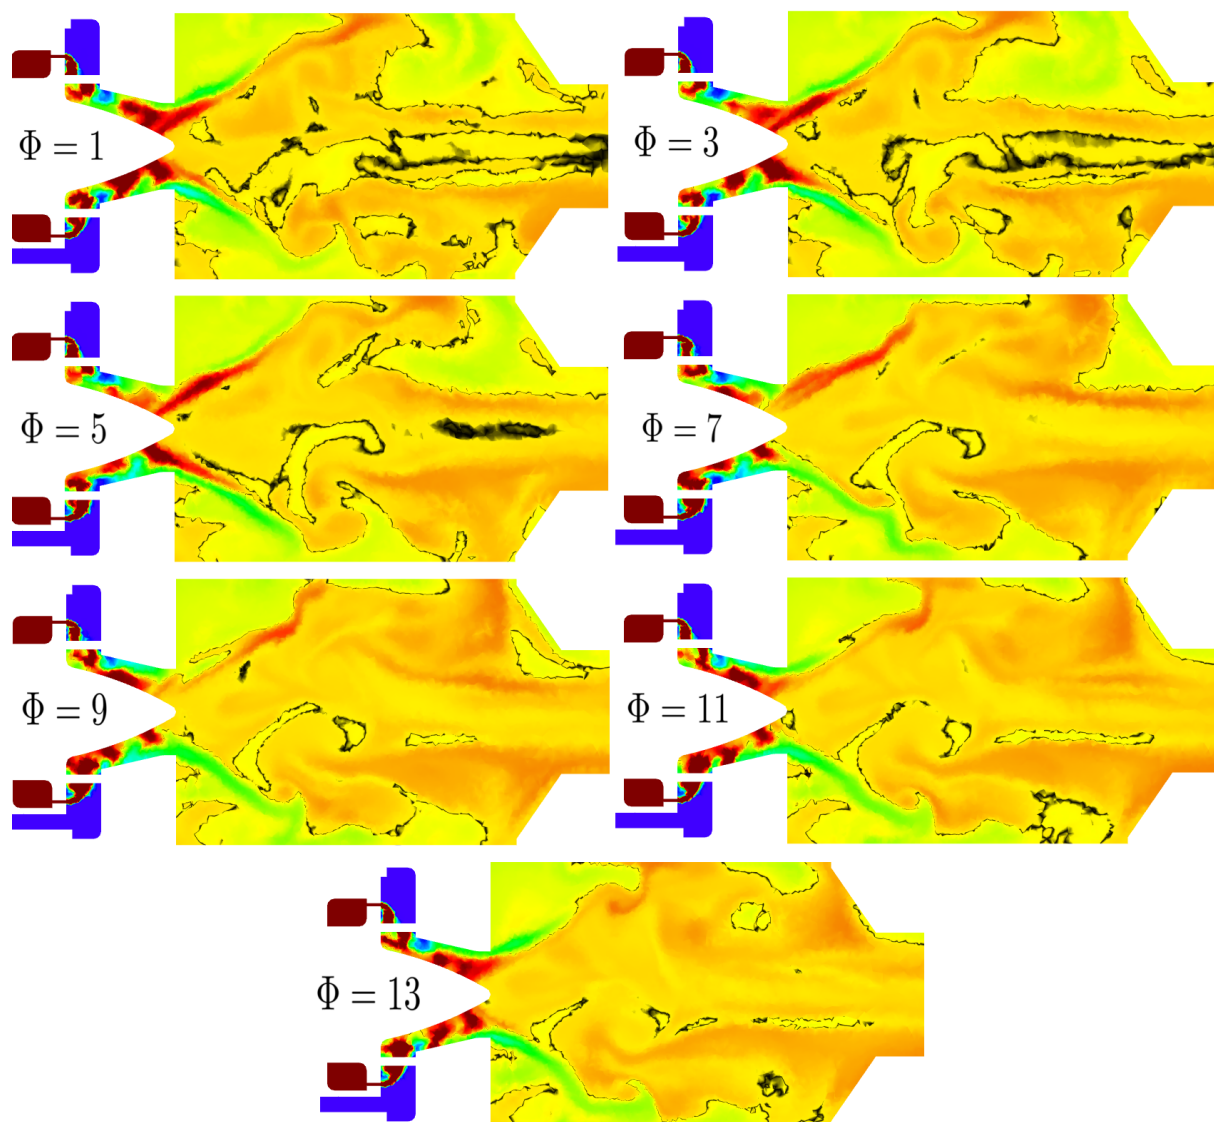 Φ = 1
Φ = 3
Φ = 5
Φ = 7
Φ = 9
Φ = 11
Φ = 13